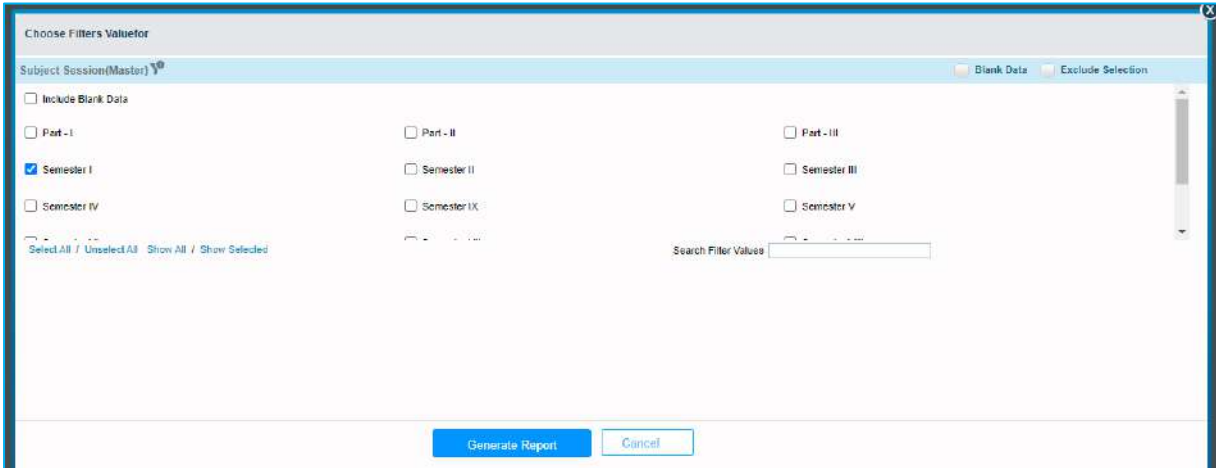 Choose Filters Valuefor
Subject Session(Master) Blank Data Exclude Selection
Include Blank Data
Part - I Part - II Part - III
Semester I Semester II Semester III
Semester IV Semester IX Semester V
Select All / Unselect All Show All / Show Selected Search Filter Values
Generate Report Cancel